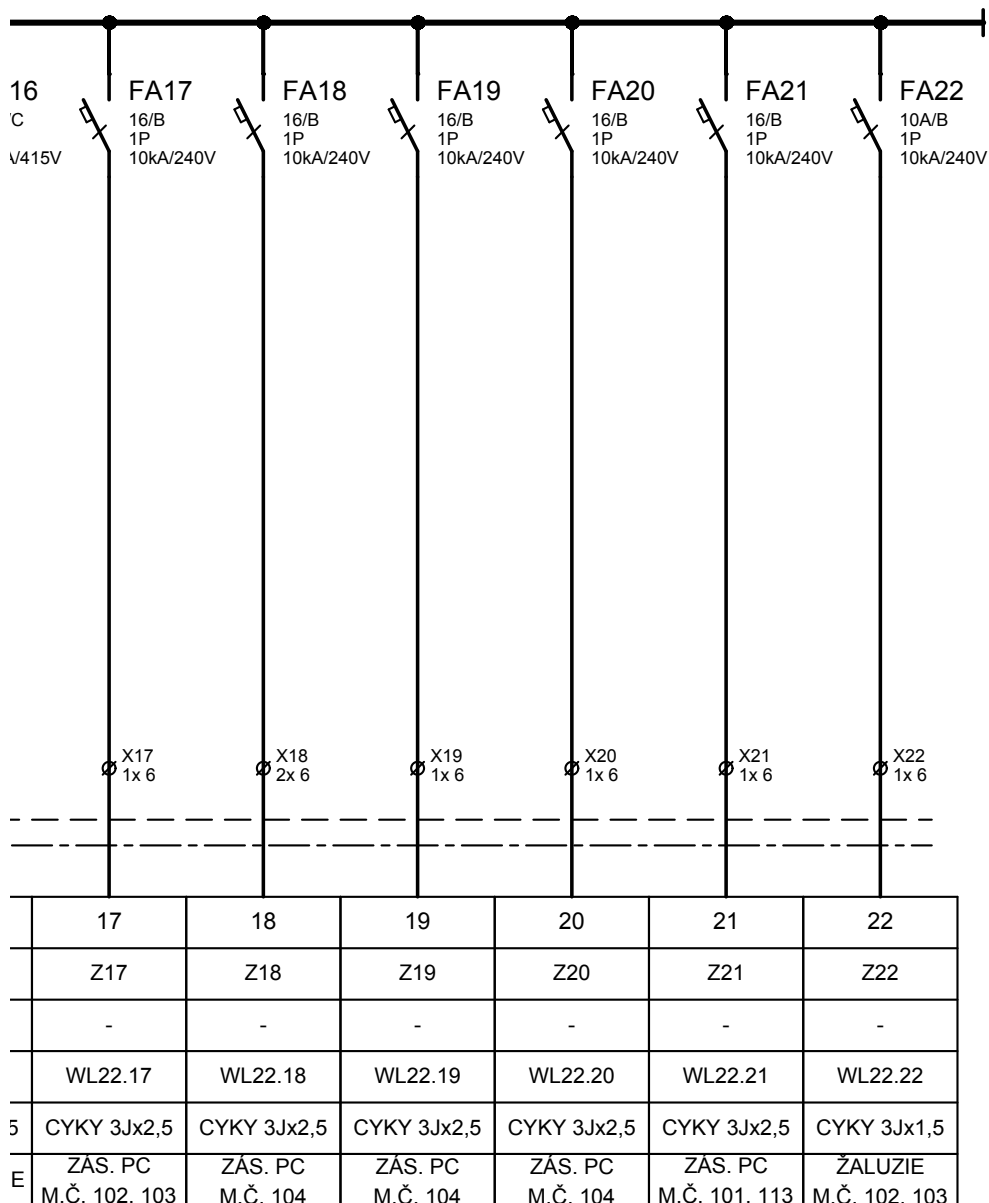 16 FA17 FA18 FA19 FA20 FA21 FA22
/C 16/B 16/B 16/B 16/B 16/B 10A/B
1P 1P 1P 1P 1P 1P
A/415V 10kA/240V 10kA/240V 10kA/240V 10kA/240V 10kA/240V 10kA/240V
X17 X18 X19 X20 X21 X22
1x 6 2x 6 1x 6 1x 6 1x 6 1x 6
17 18 19 20 21 22
Z17 Z18 Z19 Z20 Z21 Z22
- - - - - -
WL22.17 WL22.18 WL22.19 WL22.20 WL22.21 WL22.22
5 CYKY 3Jx2,5 CYKY 3Jx2,5 CYKY 3Jx2,5 CYKY 3Jx2,5 CYKY 3Jx2,5 CYKY 3Jx1,5
E ZÁS. PC ZÁS. PC ZÁS. PC ZÁS. PC ZÁS. PC ŽALUZIE
M.Č. 102, 103 M.Č. 104 M.Č. 104 M.Č. 104 M.Č. 101, 113 M.Č. 102, 103